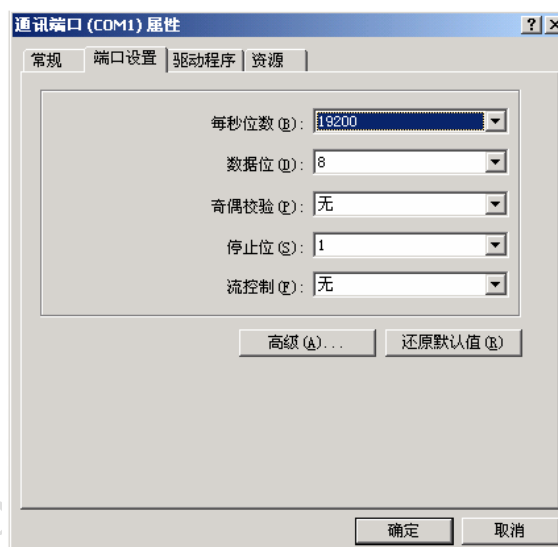 通讯端口 (COM1) 属性
常规 端口设置 驱动程序 资源
每秒位数(B): 19200
数据位(D): 8
奇偶校验(P): 无
停止位(S): 1
流控制(F): 无
高级(A)... 还原默认值(R)
确定 取消